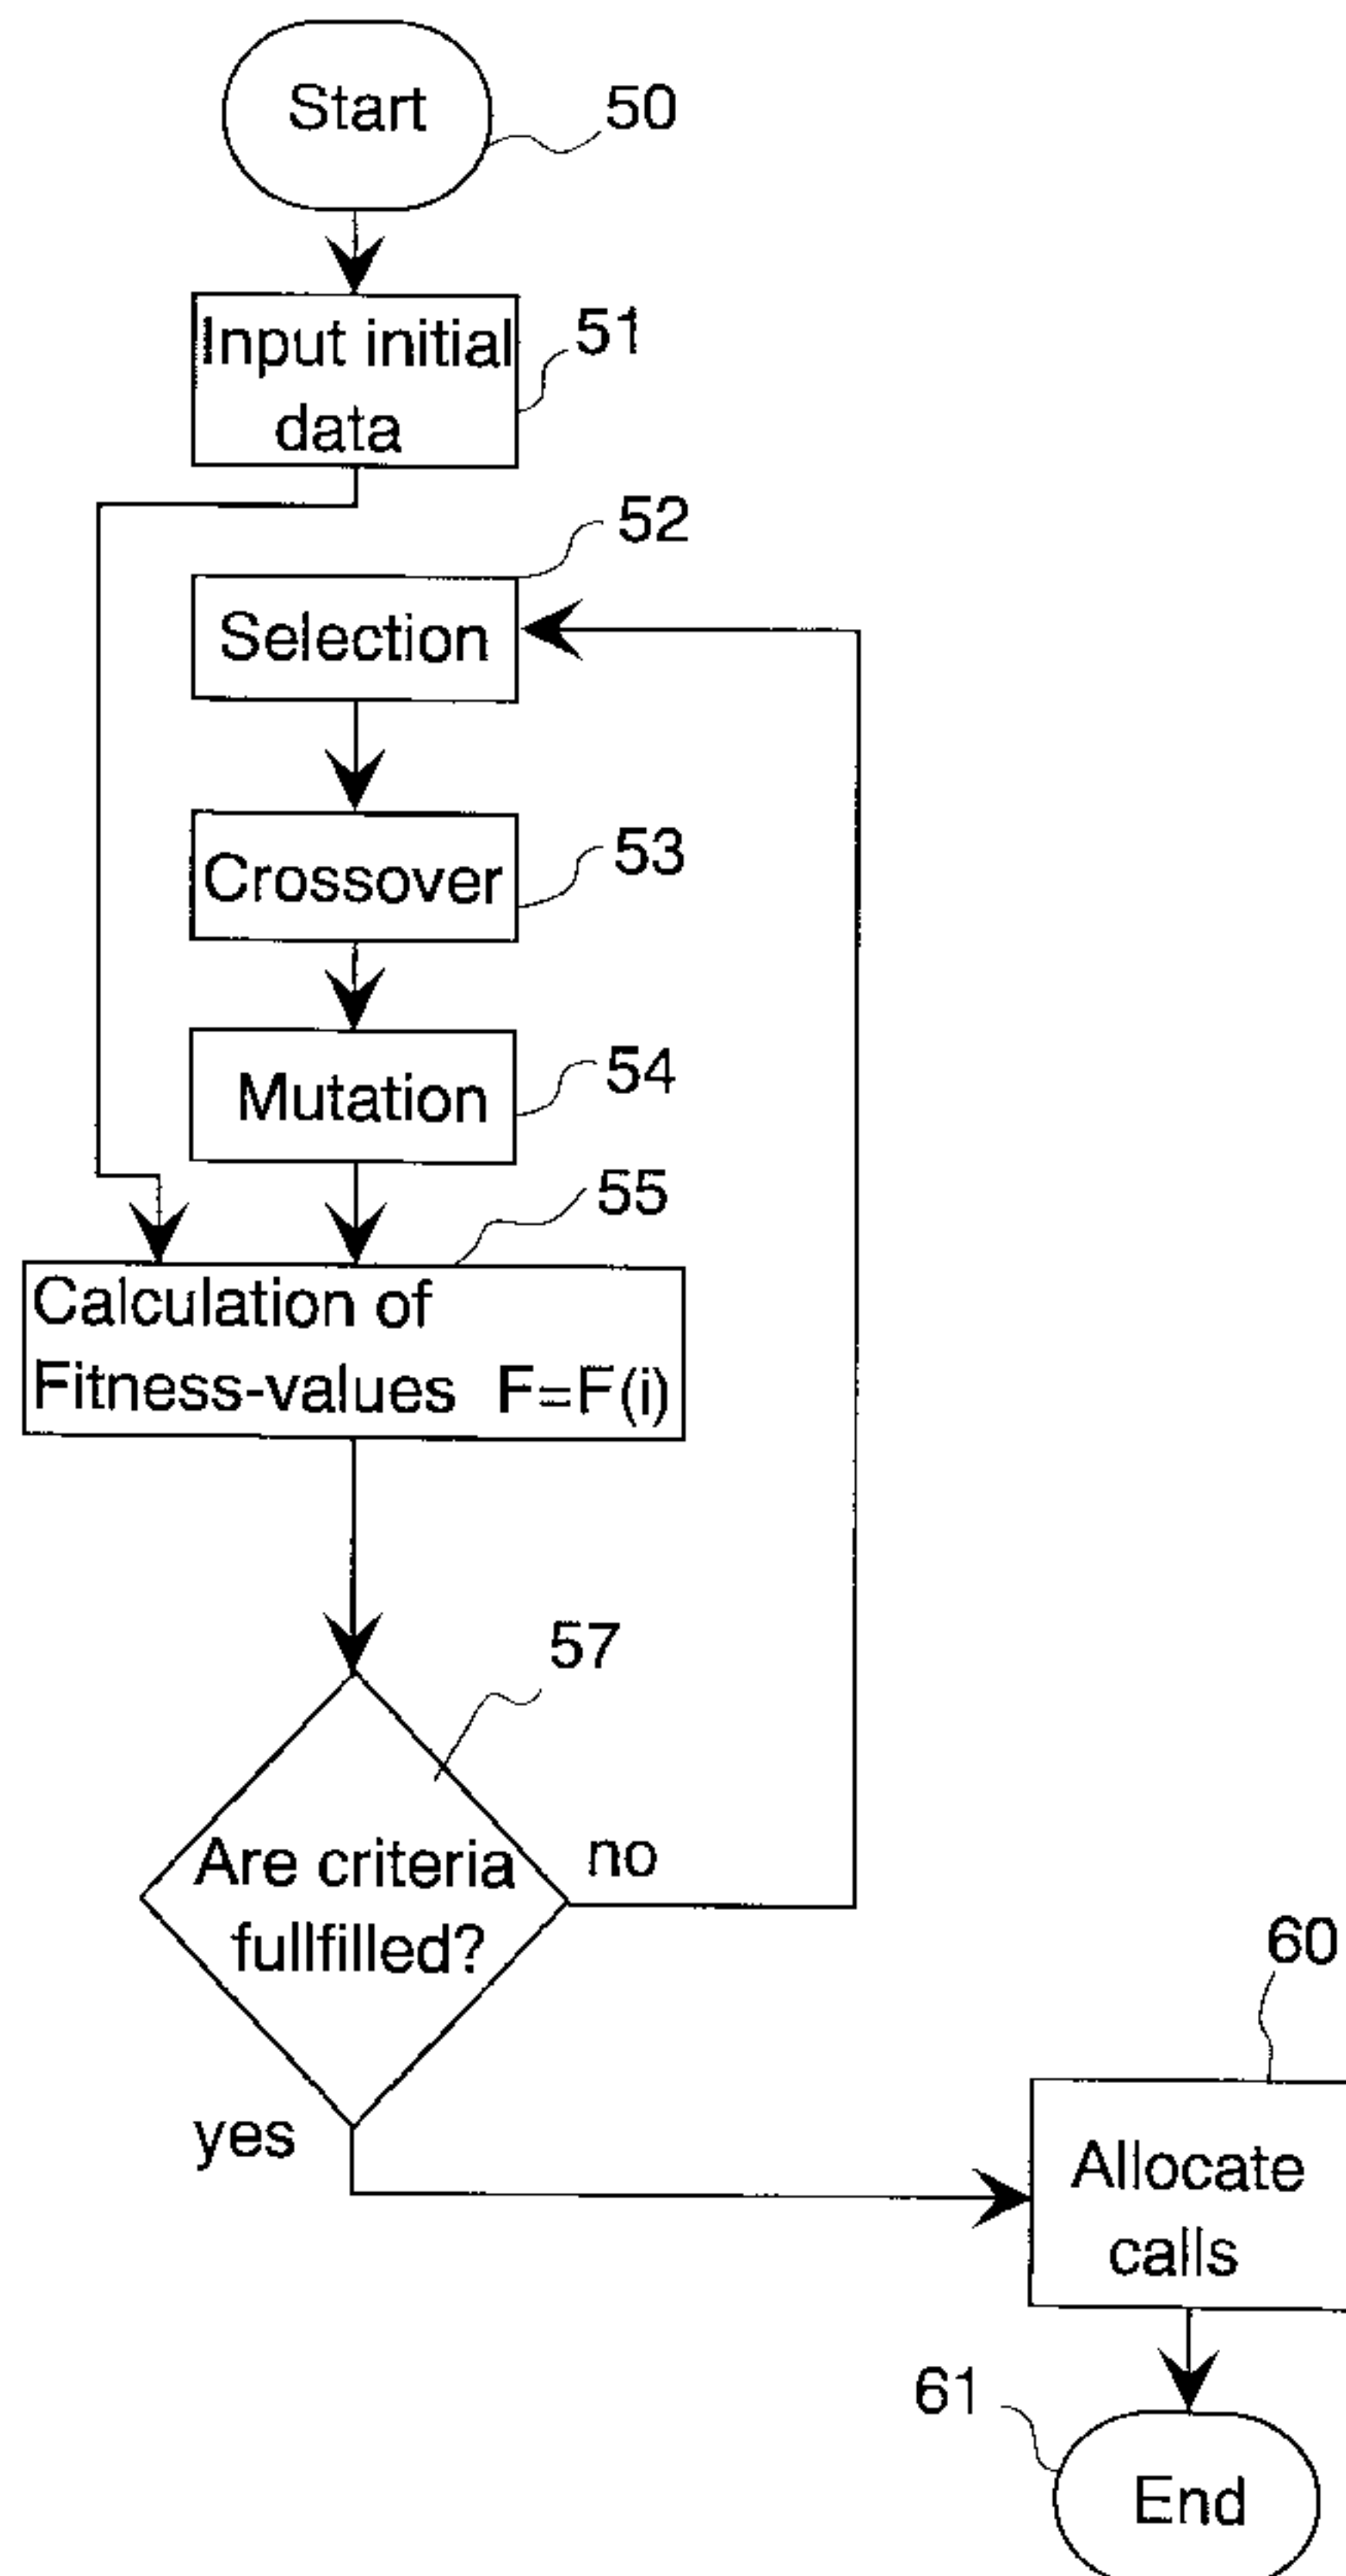 Start
50
Input initial
data
51
52
Selection
Crossover
53
Mutation
54
55
Calculation of
Fitness-values F=F(i)
57
Are criteria
fullfilled?
no
yes
60
Allocate
calls
61
End